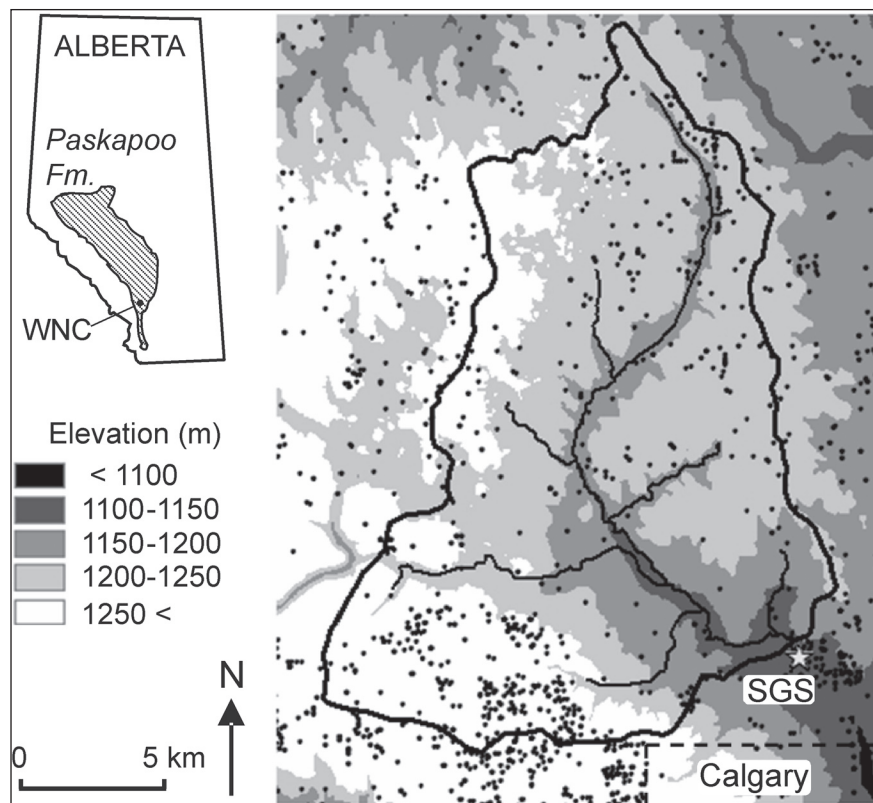 ALBERTA
Paskapoo
Fm.
WNC
Elevation (m)
< 1100
1100-1150
1150-1200
1200-1250
1250 <
N
0 5 km
SGS
Calgary